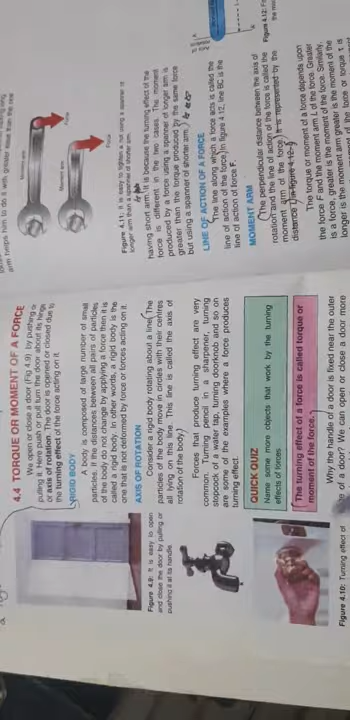 4.4 TORQUE OR MOMENT OF A FORCE
We open or close a door (Fig 4.9) by pushing or
pulling it. Here push or pull turn the door about its hinge
or axis of rotation. The door is opened or closed due to
the turning effect of the force acting on it.
RIGID BODY
A body is composed of large number of small
particles. If the distances between all pairs of particles
of the body do not change by applying a force then it is
called a rigid body. In other words, a rigid body is the
one that is not deformed by force or forces acting on it.
AXIS OF ROTATION
Consider a rigid body rotating about a line. The
particles of the body move in circles with their centres
all lying on this line. This line is called the axis of
rotation of the body.
Forces that produce turning effect are very
common. Turning pencil in a sharpener, turning
stopcock of a water tap, turning doorknob and so on
are some of the examples where a force produces
turning effect.
QUICK QUIZ
Name some more objects that work by the turning
effects of forces.
The turning effect of a force is called torque or
moment of the force.
Why the handle of a door is fixed near the outer
of a door? We can open or close a door more
Figure 4.9: It is easy to open
and close the door by pulling or
pushing it at its handle
Figure 4.10: Turning effect of
Moment arm
Force
Moment arm
Force
Figure 4.11: It is easy to tighten a nut using a spanner of
longer arm than a spanner of shorter arm.
having short arm. It is because the turning effect of the
force is different in the two cases. The moment
produced by a force using a spanner of longer arm is
greater than the torque produced by the same force
but using a spanner of shorter arm.
LINE OF ACTION OF A FORCE
The line along which a force acts is called the
line of action of the force. In figure 4.12, line BC is the
line of action of force F.
MOMENT ARM
The perpendicular distance between the axis of
rotation and the line of action of the force is called the
moment arm of the force. It is represented by the
distance L in figure 4.12.
The torque or moment of a force depends upon
the force F and the moment arm L of the force. Greater
is a force, greater is the moment of the force. Similarly,
longer is the moment arm greater is the moment of the
of the force or torque τ is